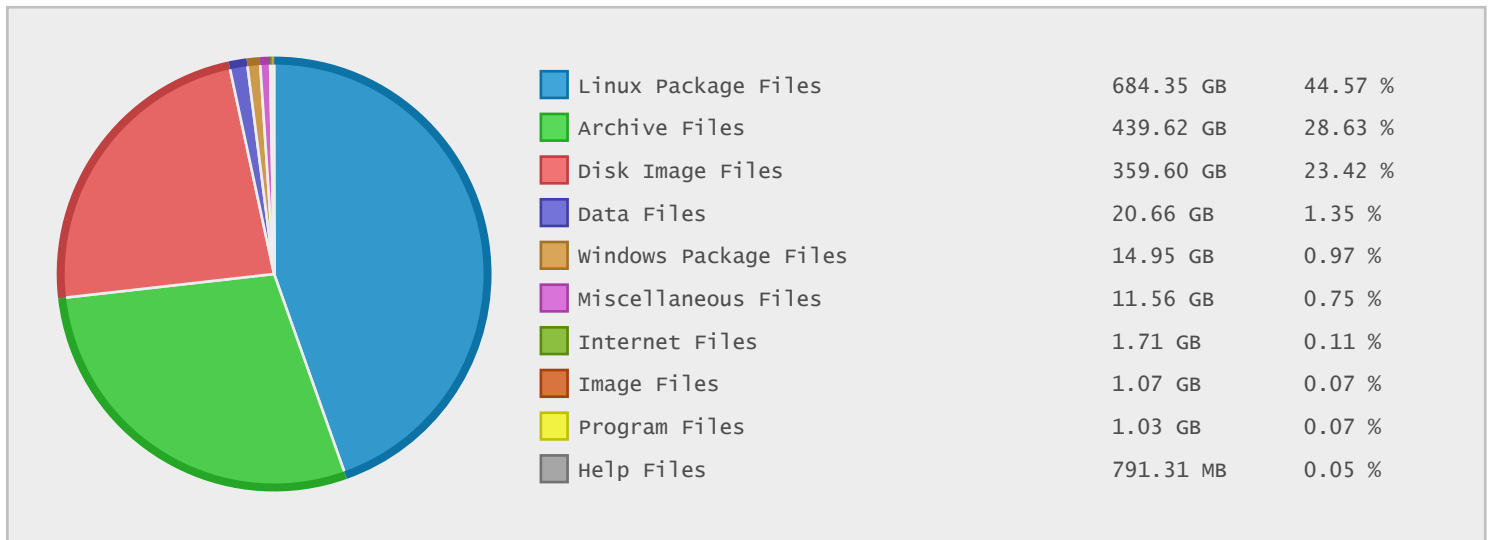 Linux Package Files 684.35 GB 44.57 %
Archive Files 439.62 GB 28.63 %
Disk Image Files 359.60 GB 23.42 %
Data Files 20.66 GB 1.35 %
Windows Package Files 14.95 GB 0.97 %
Miscellaneous Files 11.56 GB 0.75 %
Internet Files 1.71 GB 0.11 %
Image Files 1.07 GB 0.07 %
Program Files 1.03 GB 0.07 %
Help Files 791.31 MB 0.05 %